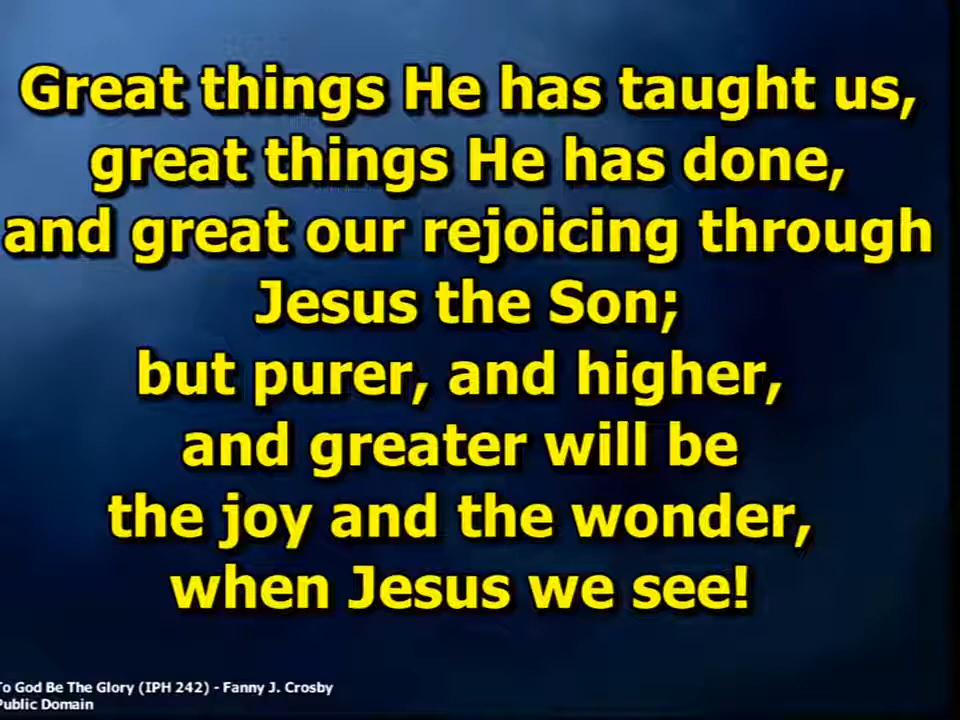 Great things He has taught us,
great things He has done,
and great our rejoicing through
Jesus the Son;
but purer, and higher,
and greater will be
the joy and the wonder,
when Jesus we see!
To God Be The Glory (IPH 242) - Fanny J. Crosby
Public Domain